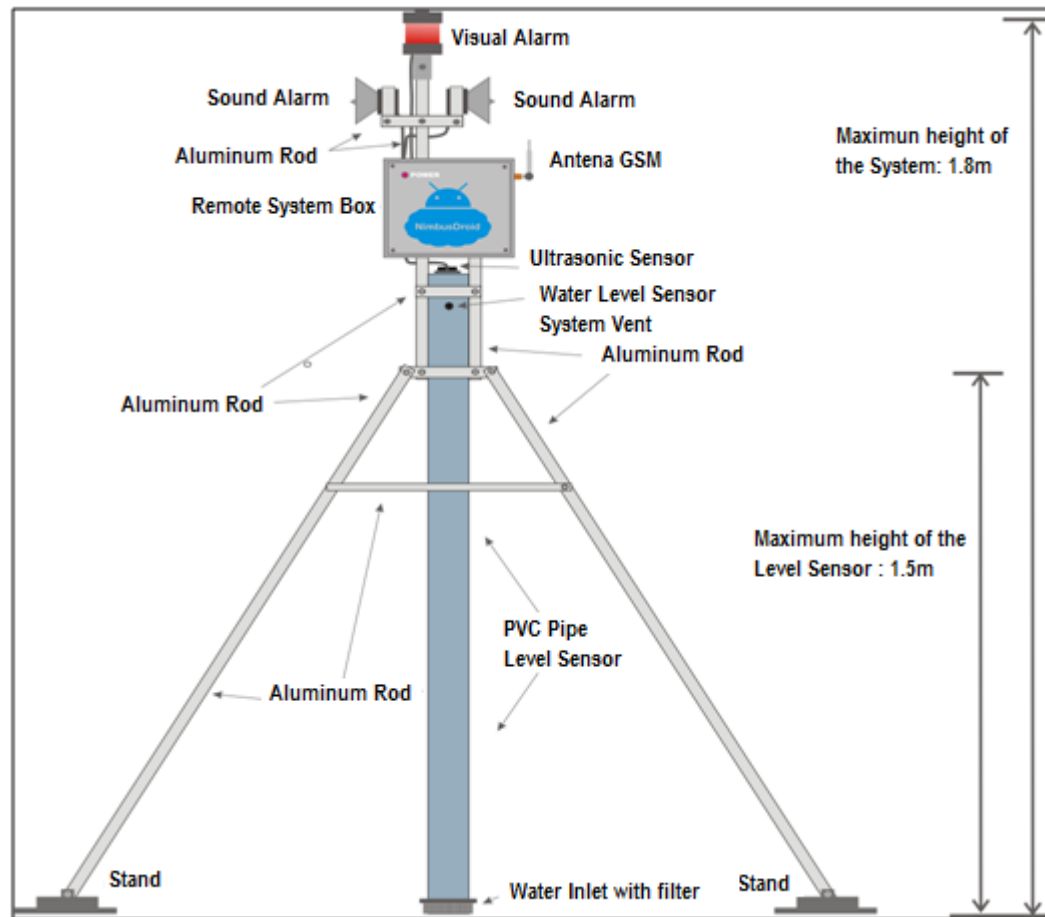 Visual Alarm
Sound Alarm
Sound Alarm
Maximun height of
the System: 1.8m
Aluminum Rod
Antena GSM
POWER
Remote System Box
NimbusDroid
Ultrasonic Sensor
Water Level Sensor
System Vent
Aluminum Rod
Aluminum Rod
Maximum height of the
Level Sensor : 1.5m
PVC Pipe
Level Sensor
Aluminum Rod
Stand
Water Inlet with filter
Stand